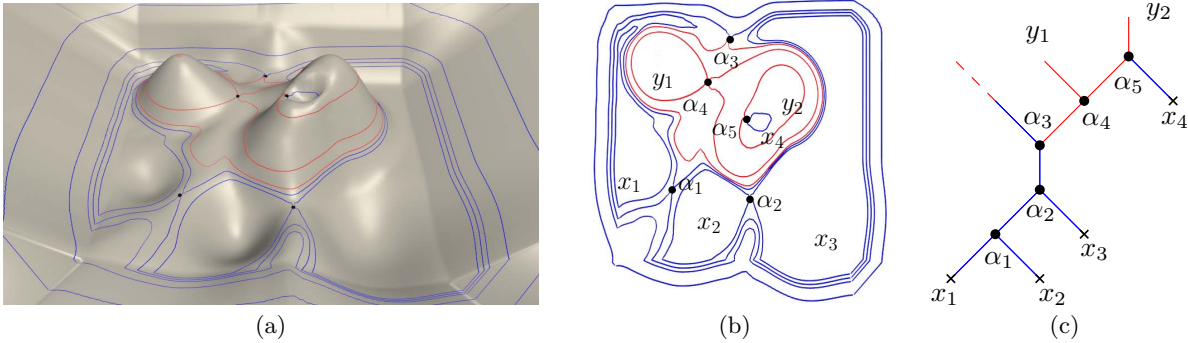 α₃
y₁
α₄
y₂
α₅
x₄
x₁
α₁
x₂
α₂
x₃
y₂
y₁
α₅
α₃
α₄
x₄
α₂
α₁
x₃
x₁
x₂
(a)
(b)
(c)